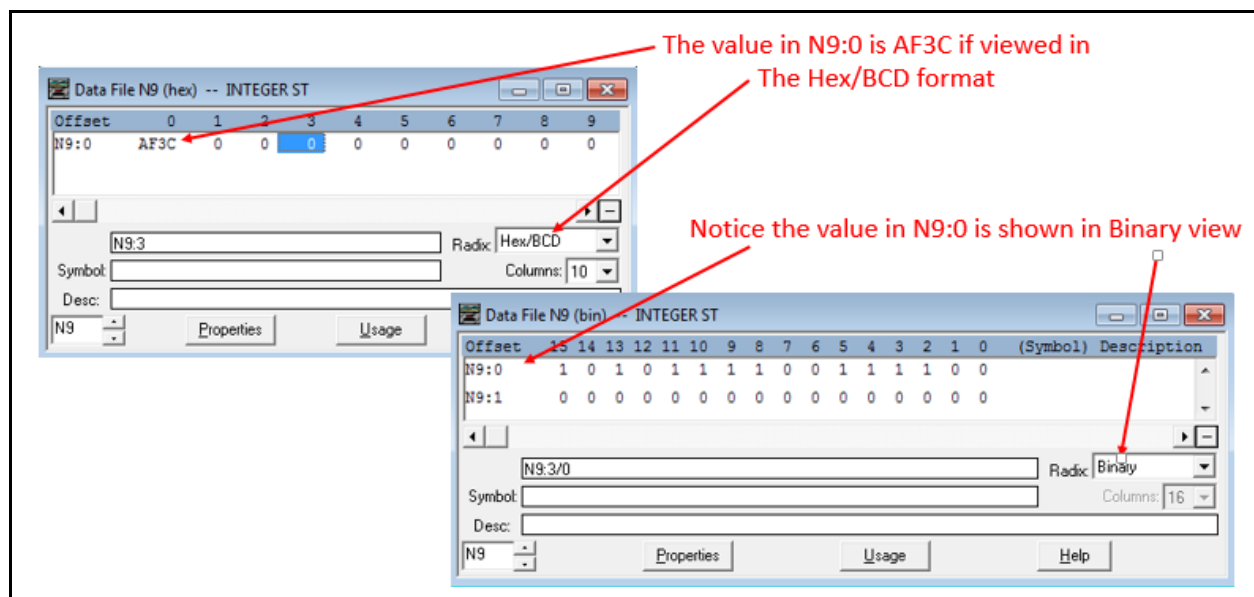 The value in N9:0 is AF3C if viewed in
The Hex/BCD format
Data File N9 (hex) -- INTEGER ST
Offset 0 1 2 3 4 5 6 7 8 9
N9:0 AF3C 0 0 0 0 0 0 0 0 0
N9:3
Radix: Hex/BCD
Symbol:
Columns: 10
Desc:
N9
Properties
Usage
Notice the value in N9:0 is shown in Binary view
Data File N9 (bin) -- INTEGER ST
Offset 15 14 13 12 11 10 9 8 7 6 5 4 3 2 1 0 (Symbol) Description
N9:0 1 0 1 0 1 1 1 1 0 0 1 1 1 1 0 0
N9:1 0 0 0 0 0 0 0 0 0 0 0 0 0 0 0 0
N9:3/0
Radix: Binary
Symbol:
Columns: 16
Desc:
N9
Properties
Usage
Help